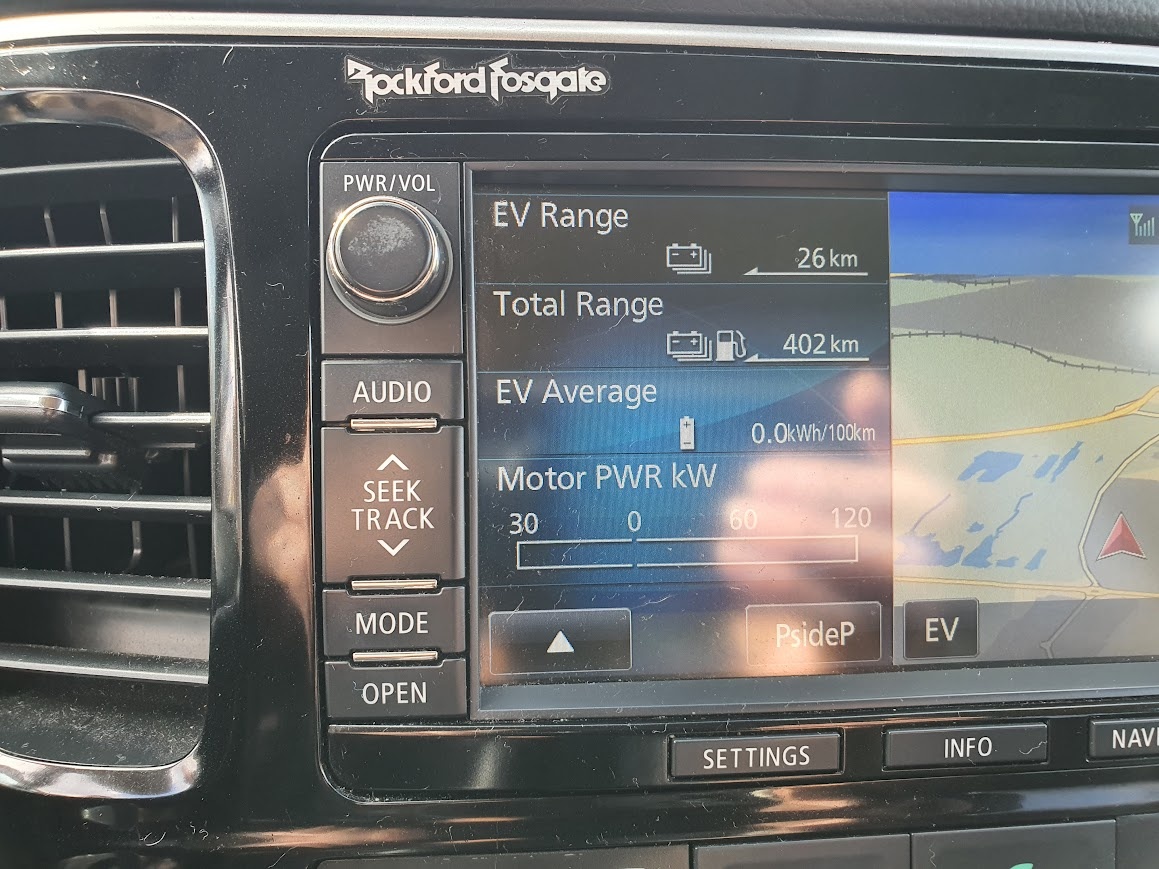 Rockford Fosgate
PWR/VOL
AUDIO
SEEK
TRACK
MODE
OPEN
EV Range
26 km
Total Range
402 km
EV Average
0.0kWh/100km
Motor PWR kW
30 0 60 120
PsideP
EV
SETTINGS
INFO